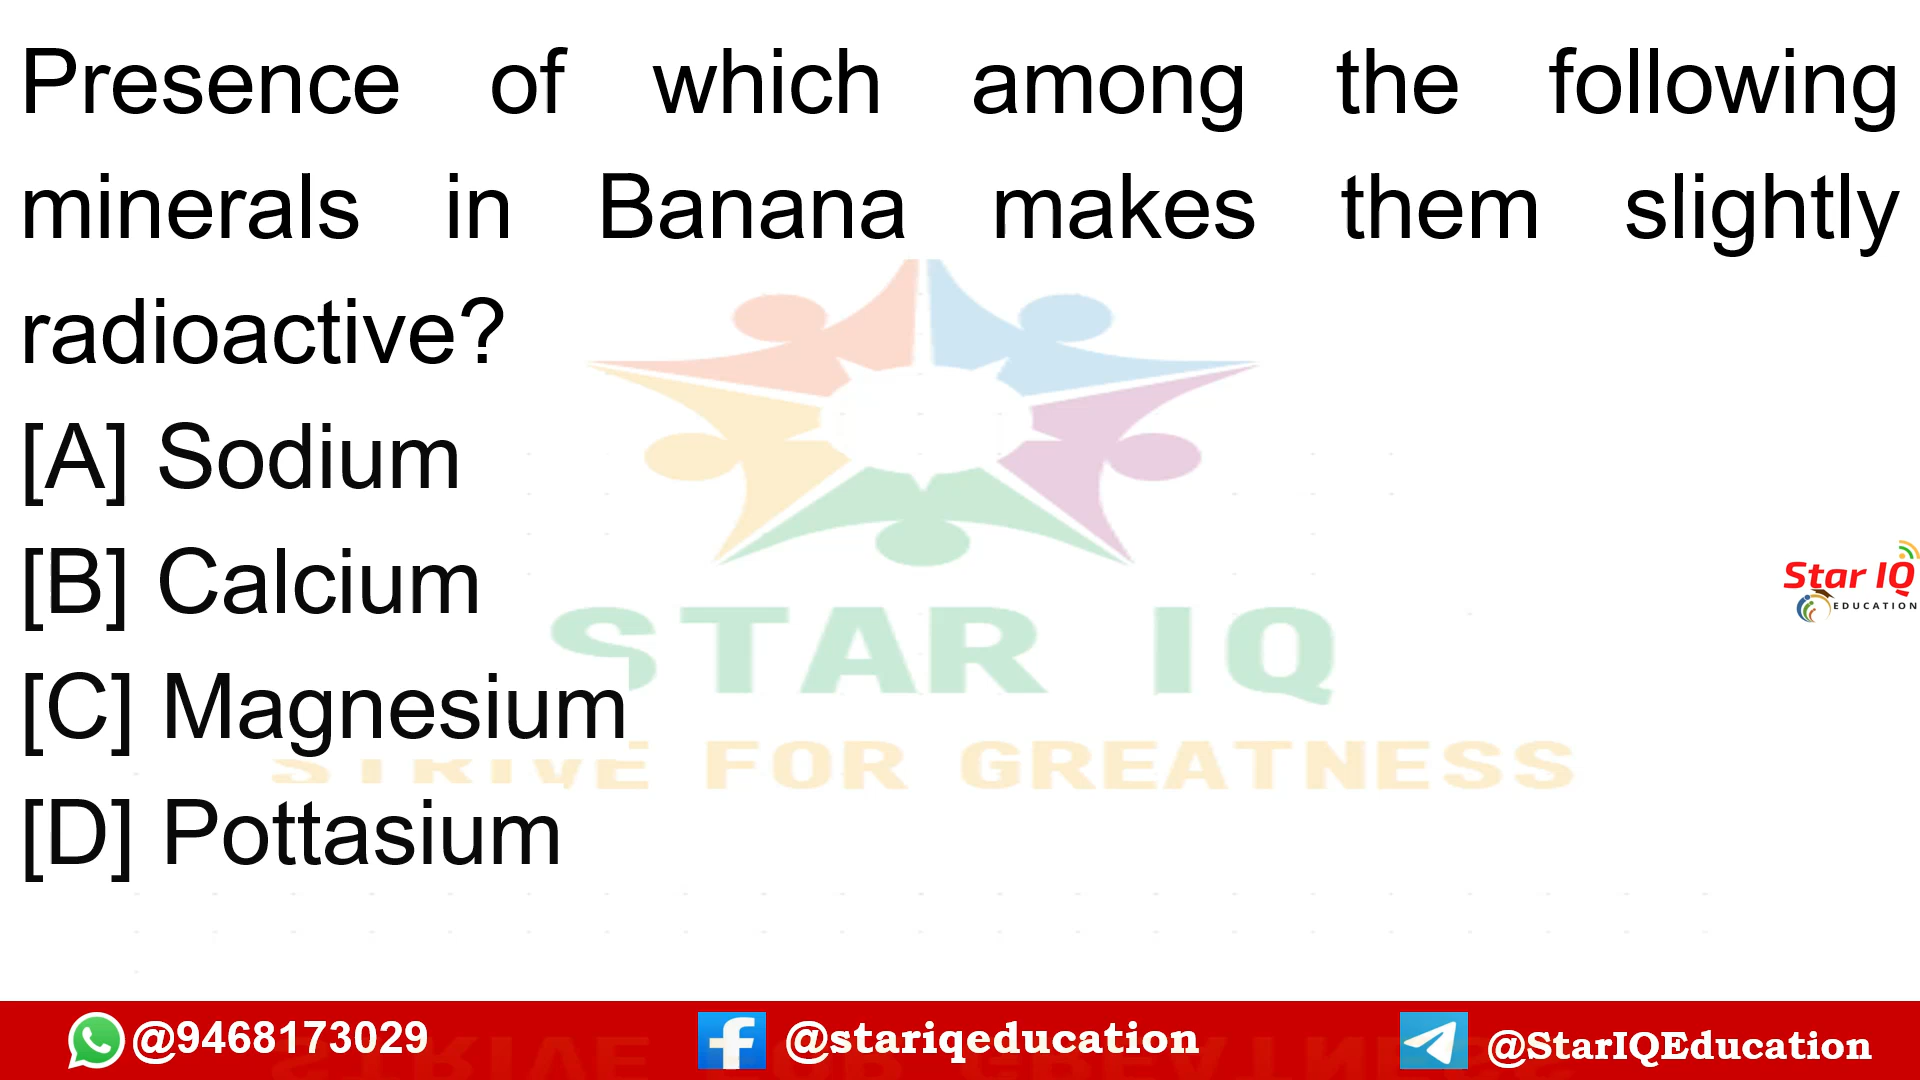 Presence of which among the following
minerals in Banana makes them slightly
radioactive?
[A] Sodium
[B] Calcium
[C] Magnesium
[D] Pottasium
STAR IQ
STRIVE FOR GREATNESS
Star IQ
EDUCATION
@9468173029
@stariqeducation
@StarIQEducation